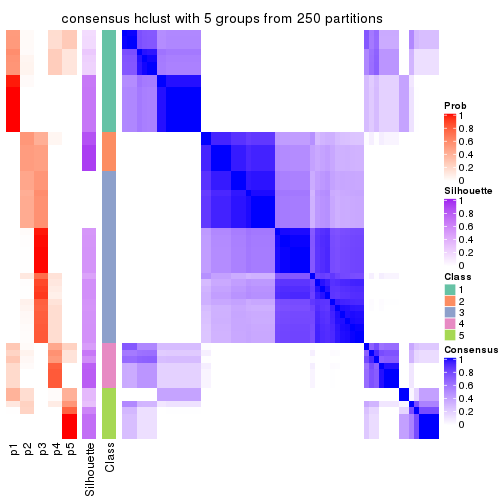 consensus hclust with 5 groups from 250 partitions
Prob
1
0.8
0.6
0.4
0.2
0
Silhouette
1
0.8
0.6
0.4
0.2
0
Class
1
2
3
4
5
Consensus
1
0.8
0.6
0.4
0.2
0
p1
p2
p3
p4
p5
Silhouette
Class